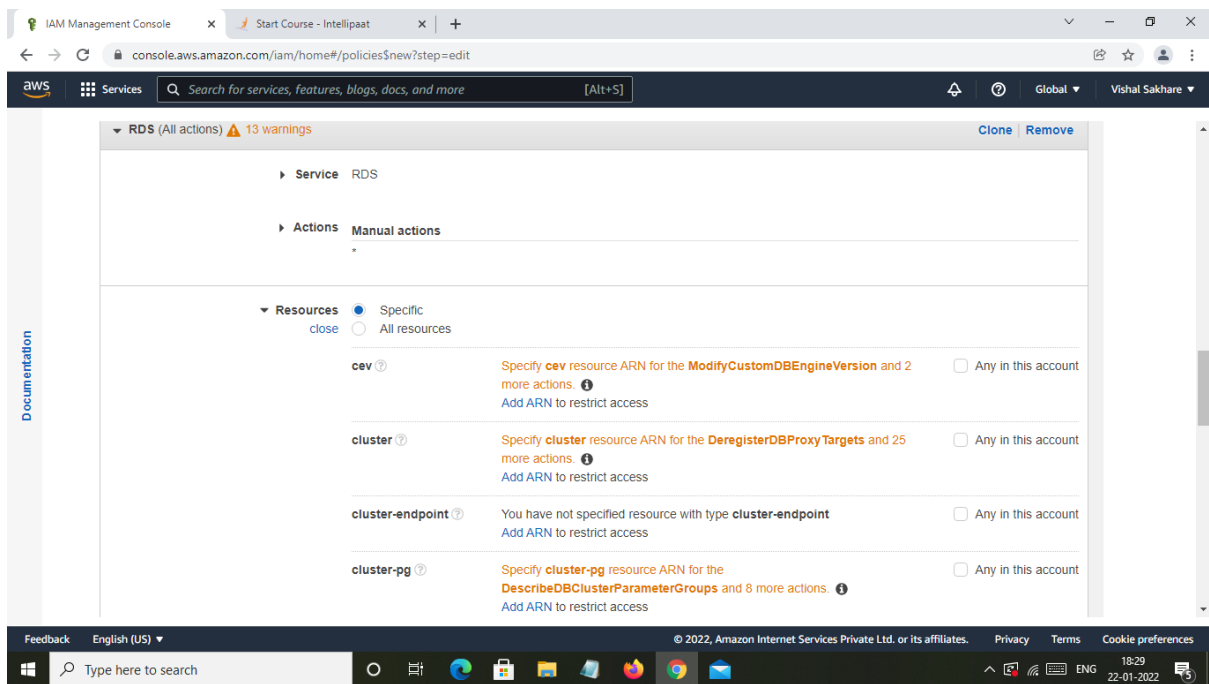 IAM Management Console
Start Course - Intellipaat
console.aws.amazon.com/iam/home#/policies$new?step=edit
aws Services Search for services, features, blogs, docs, and more [Alt+S] Global Vishal Sakhare
RDS (All actions) 13 warnings Clone Remove
Service RDS
Actions Manual actions
*
Resources Specific
close All resources
cev Specify cev resource ARN for the ModifyCustomDBEngineVersion and 2 Any in this account
more actions.
Add ARN to restrict access
cluster Specify cluster resource ARN for the DeregisterDBProxyTargets and 25 Any in this account
more actions.
Add ARN to restrict access
cluster-endpoint You have not specified resource with type cluster-endpoint Any in this account
Add ARN to restrict access
cluster-pg Specify cluster-pg resource ARN for the Any in this account
DescribeDBClusterParameterGroups and 8 more actions.
Add ARN to restrict access
Documentation
Feedback English (US) © 2022, Amazon Internet Services Private Ltd. or its affiliates. Privacy Terms Cookie preferences
Type here to search ENG 18:29
22-01-2022 5